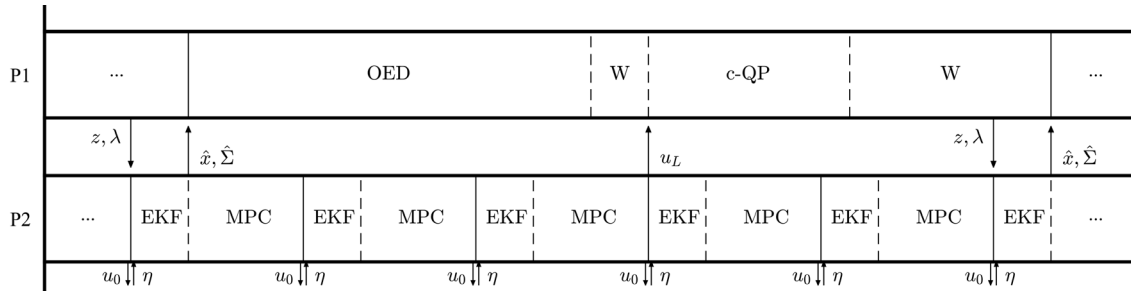 P1 ... OED W c-QP W ...
z, λ x̂, Σ̂ u_L z, λ x̂, Σ̂
P2 ... EKF MPC EKF MPC EKF MPC EKF MPC EKF MPC EKF ...
u_0 η u_0 η u_0 η u_0 η u_0 η u_0 η